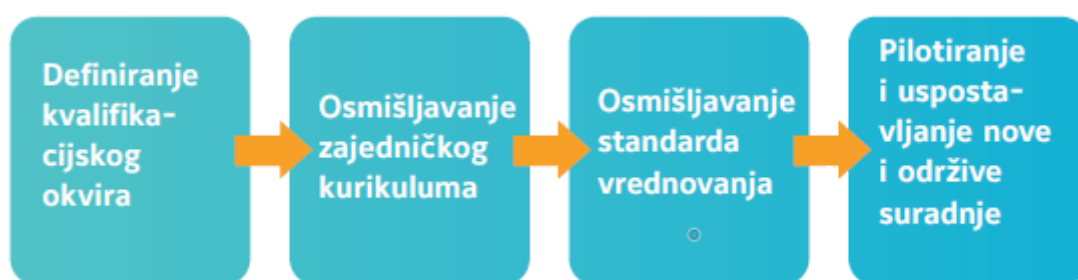 Definiranje
kvalifika-
cijskog
okvira
Osmišljavanje
zajedničkog
kurikuluma
Osmišljavanje
standarda
vrednovanja
Pilotiranje
i usposta-
vljanje nove
i održive
suradnje